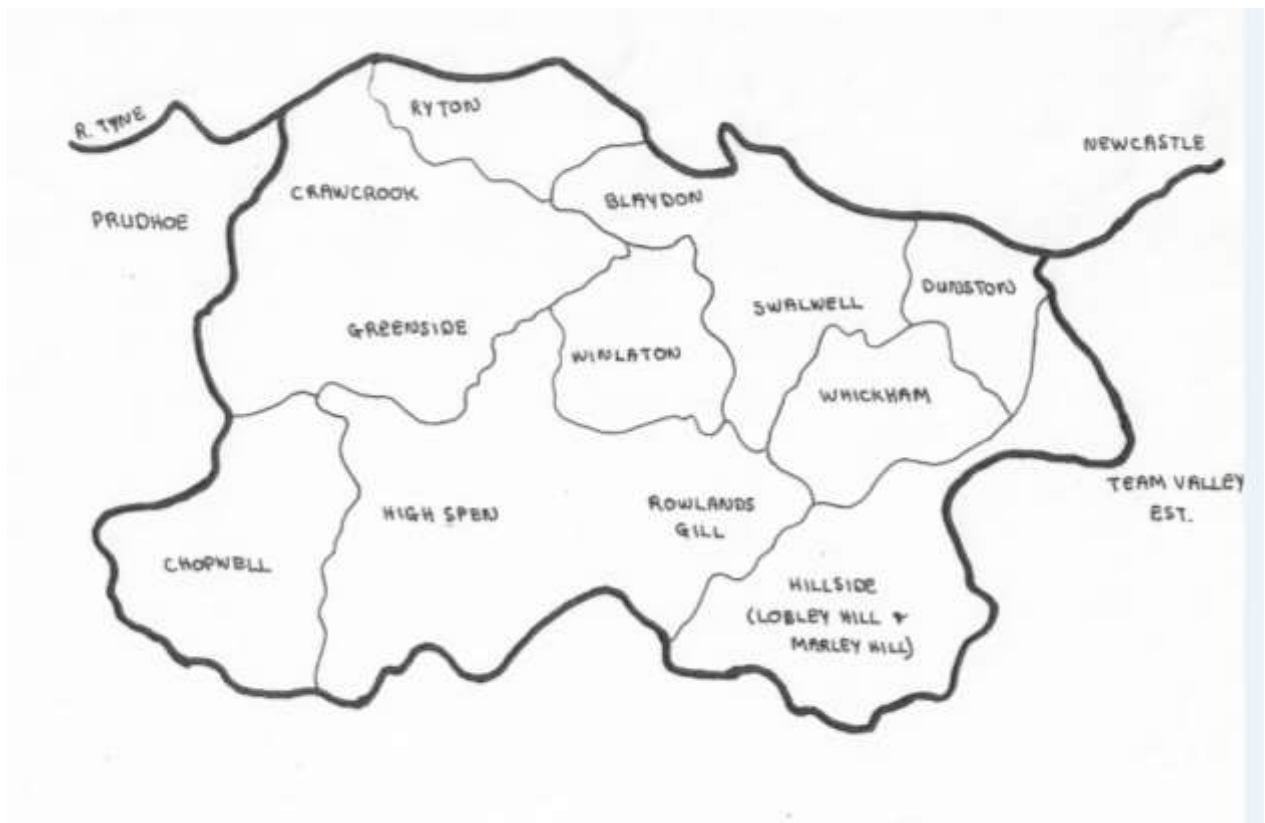 R. TYNE
RYTON
NEWCASTLE
CRAWCROOK
BLAYDON
PRUDHOE
DUNSTON
SWALWELL
GREENSIDE
WINLATON
WHICKHAM
TEAM VALLEY
EST.
HIGH SPEN
ROWLANDS
GILL
CHOPWELL
HILLSIDE
(LOBLEY HILL &
MARLEY HILL)